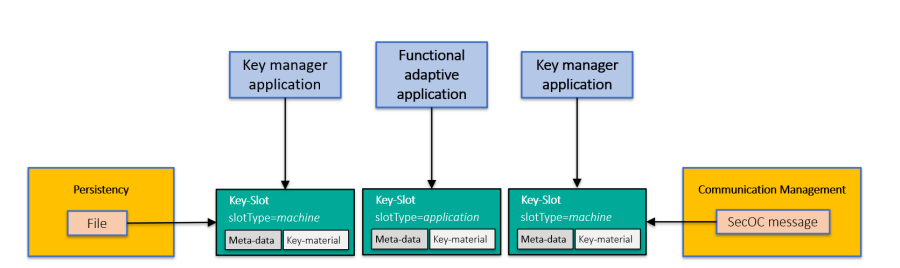 Key manager
application
Functional
adaptive
application
Key manager
application
Persistency
File
Key-Slot
slotType=machine
Meta-data
Key-material
Key-Slot
slotType=application
Meta-data
Key-material
Key-Slot
slotType=machine
Meta-data
Key-material
Communication Management
SecOC message